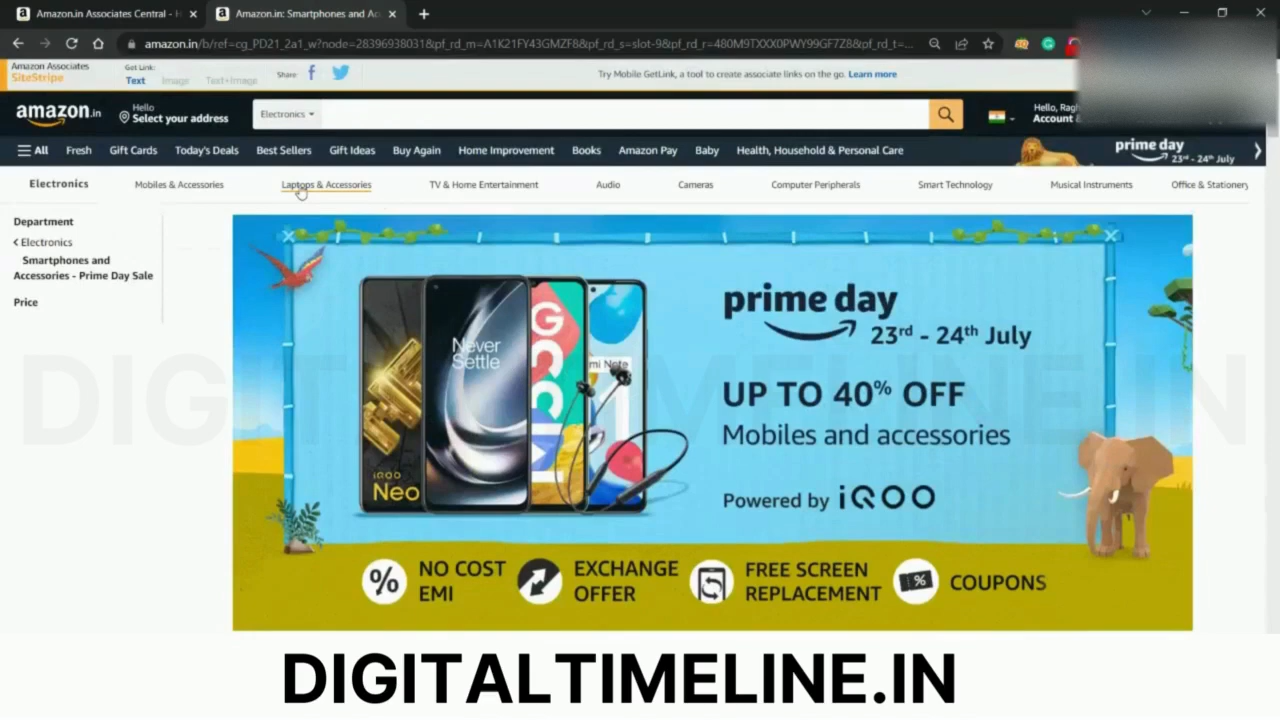 Amazon.in Associates Central - H
Amazon.in: Smartphones and Ac
amazon.in/b/ref=cg_PD21_2a1_w?node=28396938031&pf_rd_m=A1K21FY43GMZF8&pf_rd_s=slot-9&pf_rd_r=480M9TXXX0PWY99GF7Z8&pf_rd_t=...
Amazon Associates
SiteStripe
Get Link:
Text Image Text+Image
Share
Try Mobile GetLink, a tool to create associate links on the go. Learn more
amazon.in
Hello
Select your address
Electronics
Hello, Ragh
Account &
All Fresh Gift Cards Today's Deals Best Sellers Gift Ideas Buy Again Home Improvement Books Amazon Pay Baby Health, Household & Personal Care
prime day
23rd - 24th July
Electronics Mobiles & Accessories Laptops & Accessories TV & Home Entertainment Audio Cameras Computer Peripherals Smart Technology Musical Instruments Office & Stationery
Department
Electronics
Smartphones and
Accessories - Prime Day Sale
Price
Never
Settle
G
mi Note
iQOO
Neo
prime day
23rd - 24th July
UP TO 40% OFF
Mobiles and accessories
Powered by iQOO
NO COST
EMI
EXCHANGE
OFFER
FREE SCREEN
REPLACEMENT
COUPONS
DIGITALTIMELINE.IN
DIGITALTIMELINE.IN